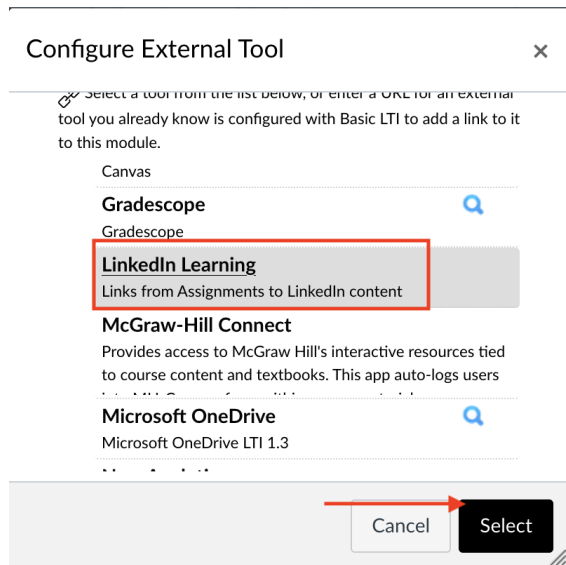 Configure External Tool
×
Select a tool from the list below, or enter a URL for an external
tool you already know is configured with Basic LTI to add a link to it
to this module.
Canvas
Gradescope
Gradescope
LinkedIn Learning
Links from Assignments to LinkedIn content
McGraw-Hill Connect
Provides access to McGraw Hill's interactive resources tied
to course content and textbooks. This app auto-logs users
Microsoft OneDrive
Microsoft OneDrive LTI 1.3
Cancel
Select